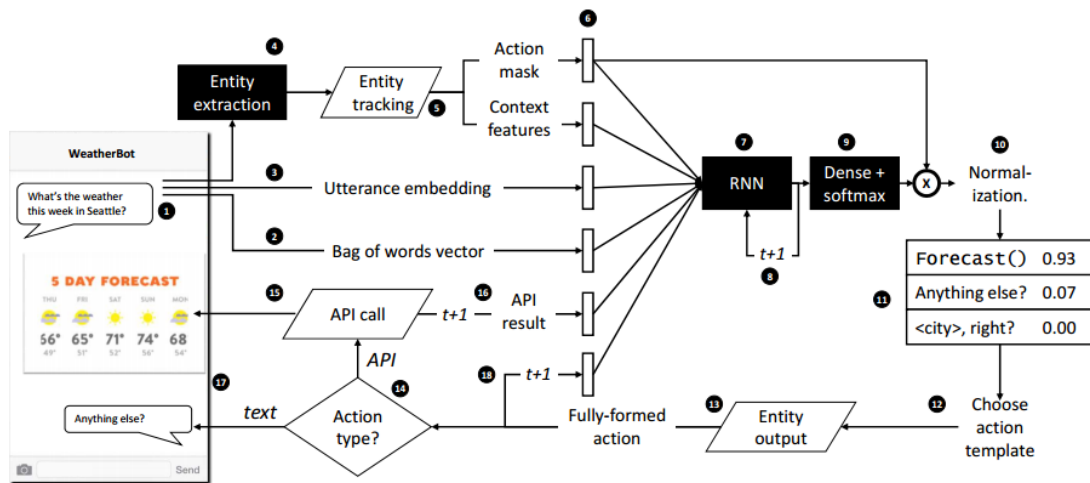 6
4
Action
mask
Entity
extraction
Entity
tracking
5
Context
features
WeatherBot
7
9
10
3
What's the weather
this week in Seattle?
1
Utterance embedding
RNN
Dense +
softmax
X
Normal-
ization.
2
Bag of words vector
t+1
8
Forecast() 0.93
5 DAY FORECAST
11
Anything else? 0.07
THU FRI SAT SUN MON
15
API call
t+1
16
API
result
<city>, right? 0.00
66° 65° 71° 74° 68
49° 51° 52° 56° 54°
API
18
t+1
17
14
text
Action
type?
Fully-formed
action
13
Entity
output
12
Choose
action
template
Anything else?
Send